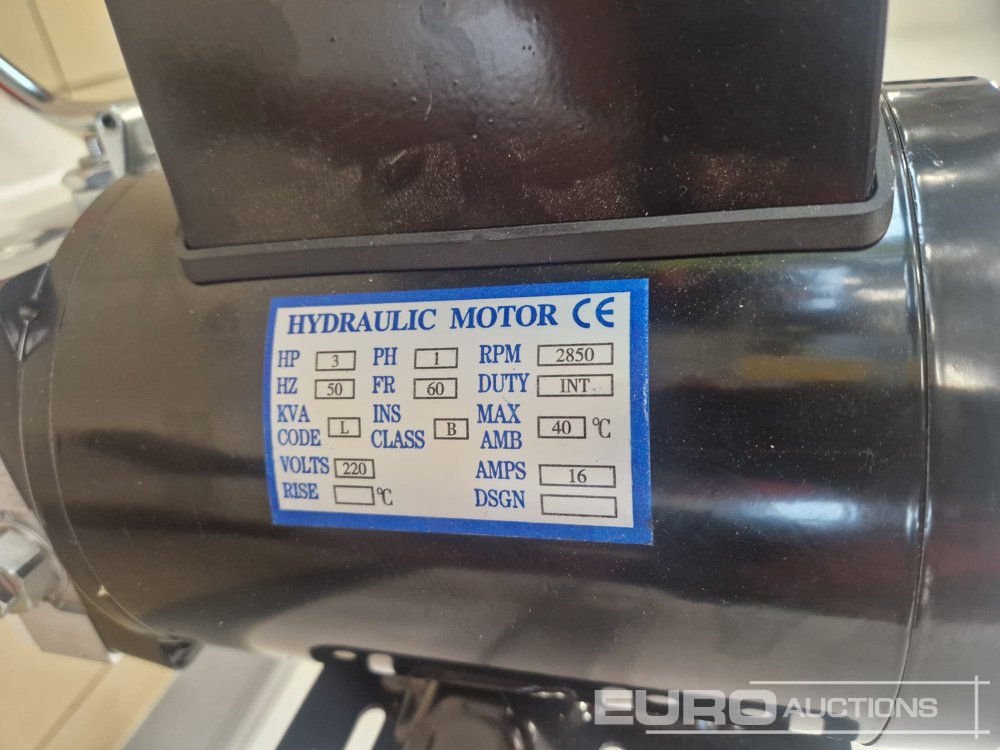 HYDRAULIC MOTOR CE
HP 3 PH 1 RPM 2850
HZ 50 FR 60 DUTY INT.
KVA CODE L INS CLASS B MAX AMB 40 ℃
VOLTS 220 AMPS 16
RISE ℃ DSGN
EURO AUCTIONS